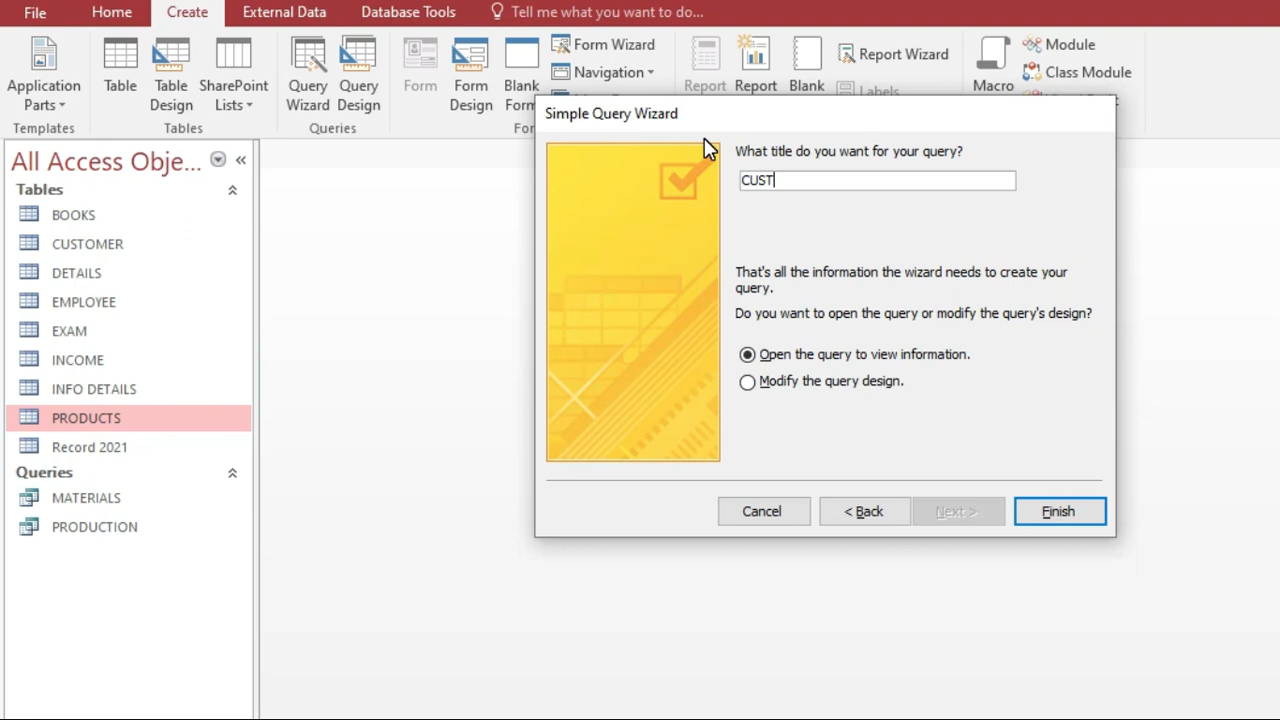 File Home Create External Data Database Tools Tell me what you want to do...
Application Parts
Table
Table Design
SharePoint Lists
Query Wizard
Query Design
Form
Form Design
Blank Form
Form Wizard
Navigation
Report
Report
Blank
Report Wizard
Labels
Macro
Module
Class Module
Templates
Tables
Queries
For
All Access Obje...
Tables
BOOKS
CUSTOMER
DETAILS
EMPLOYEE
EXAM
INCOME
INFO DETAILS
PRODUCTS
Record 2021
Queries
MATERIALS
PRODUCTION
Simple Query Wizard
What title do you want for your query?
CUST
That's all the information the wizard needs to create your
query.
Do you want to open the query or modify the query's design?
Open the query to view information.
Modify the query design.
Cancel < Back Next > Finish